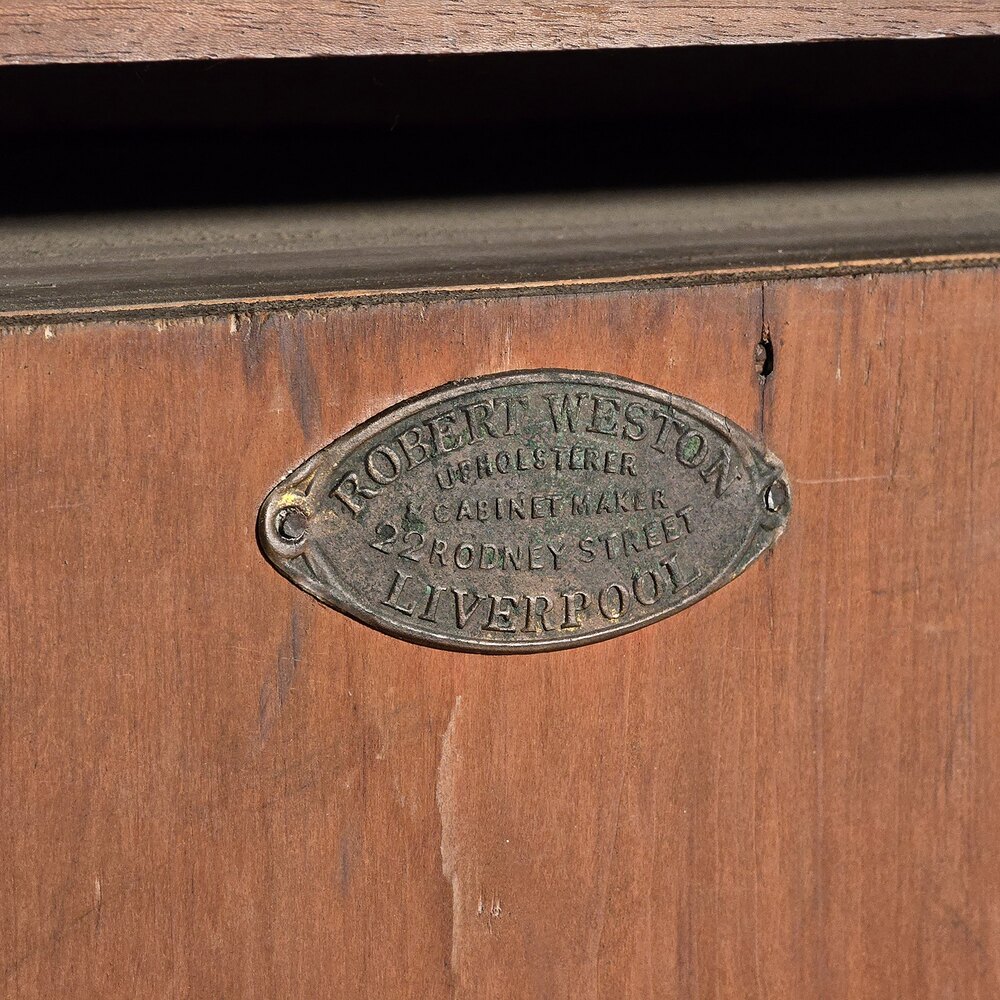 ROBERT WESTON
UPHOLSTERER
& CABINET MAKER
22 RODNEY STREET
LIVERPOOL